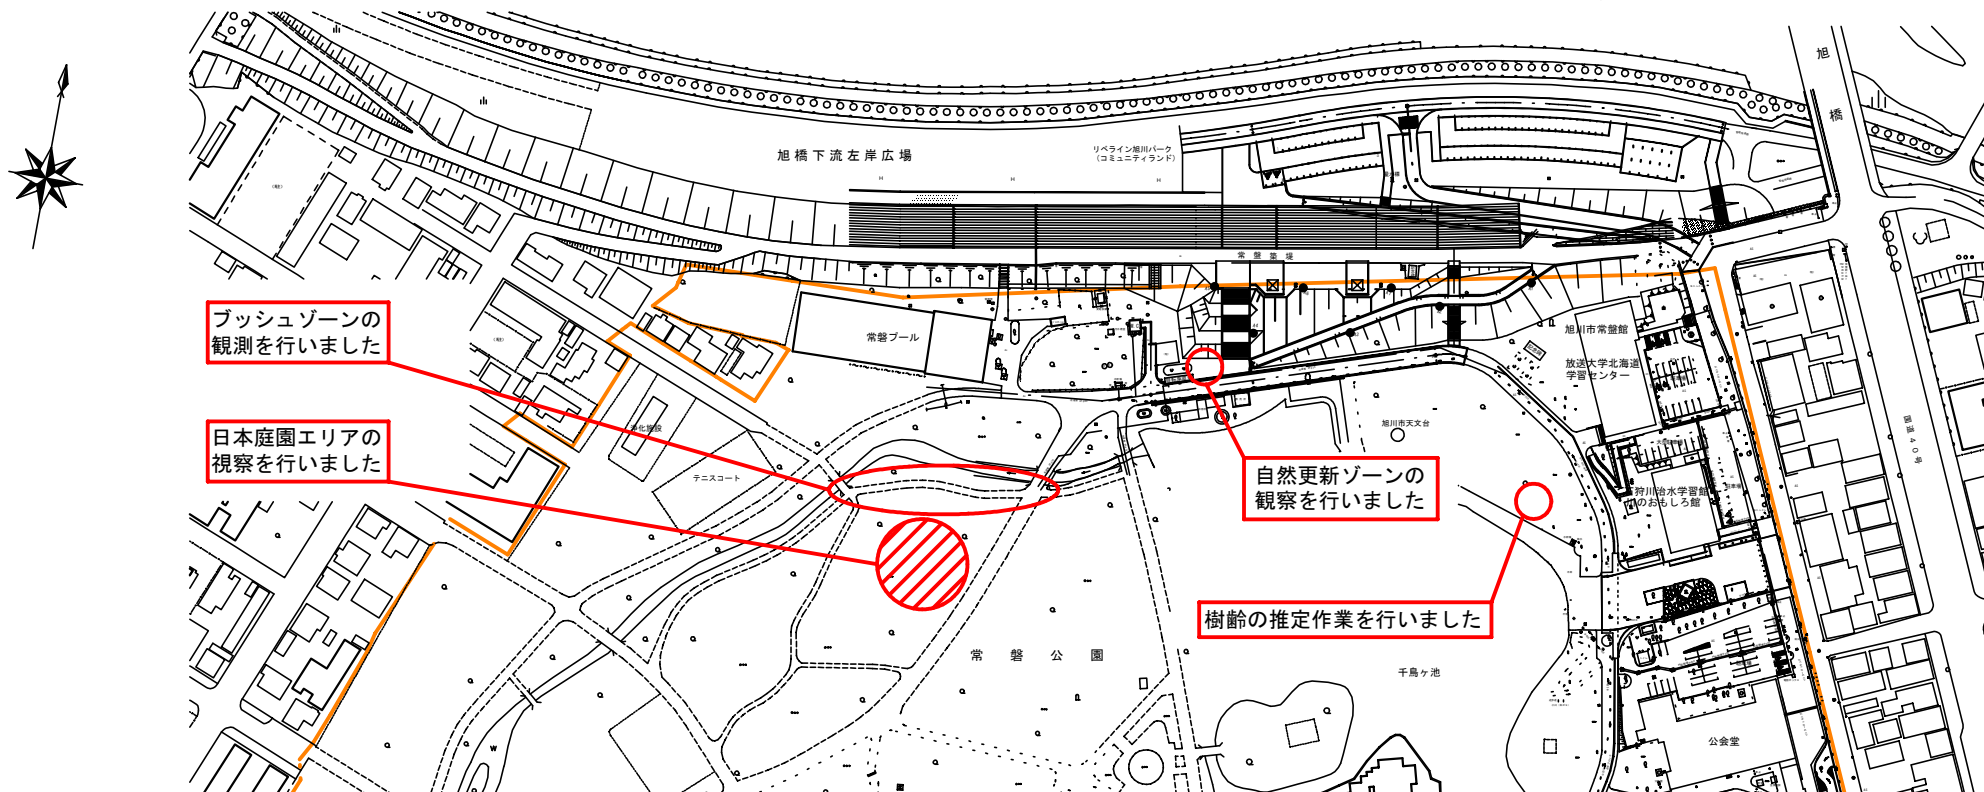 旭
橋
旭橋下流左岸広場
リベライン旭川パーク
(コミュニティランド)
常盤築堤
ブッシュゾーンの
観測を行いました
常磐プール
旭川市常盤館
放送大学北海道
学習センター
日本庭園エリアの
視察を行いました
浄化施設
テニスコート
旭川市天文台
国道40号
自然更新ゾーンの
観察を行いました
石狩川治水学習館
川のおもしろ館
樹齢の推定作業を行いました
常磐公園
千鳥ヶ池
公会堂